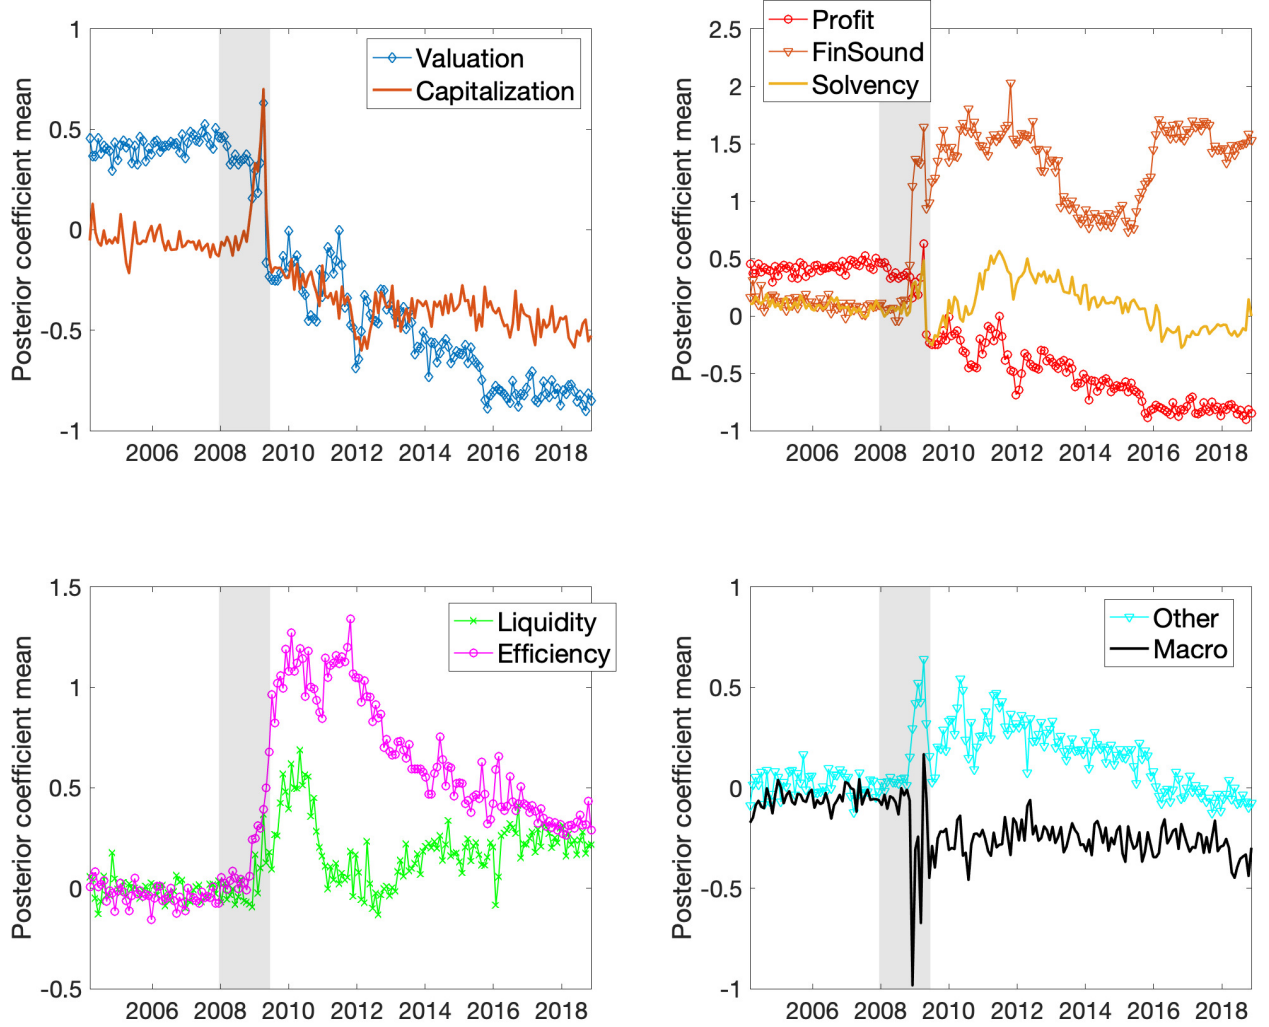 Valuation
Capitalization
Posterior coefficient mean
1
0.5
0
-0.5
-1
2006 2008 2010 2012 2014 2016 2018
Profit
FinSound
Solvency
Posterior coefficient mean
2.5
2
1.5
1
0.5
0
-0.5
-1
2006 2008 2010 2012 2014 2016 2018
Liquidity
Efficiency
Posterior coefficient mean
1.5
1
0.5
0
-0.5
2006 2008 2010 2012 2014 2016 2018
Other
Macro
Posterior coefficient mean
1
0.5
0
-0.5
-1
2006 2008 2010 2012 2014 2016 2018